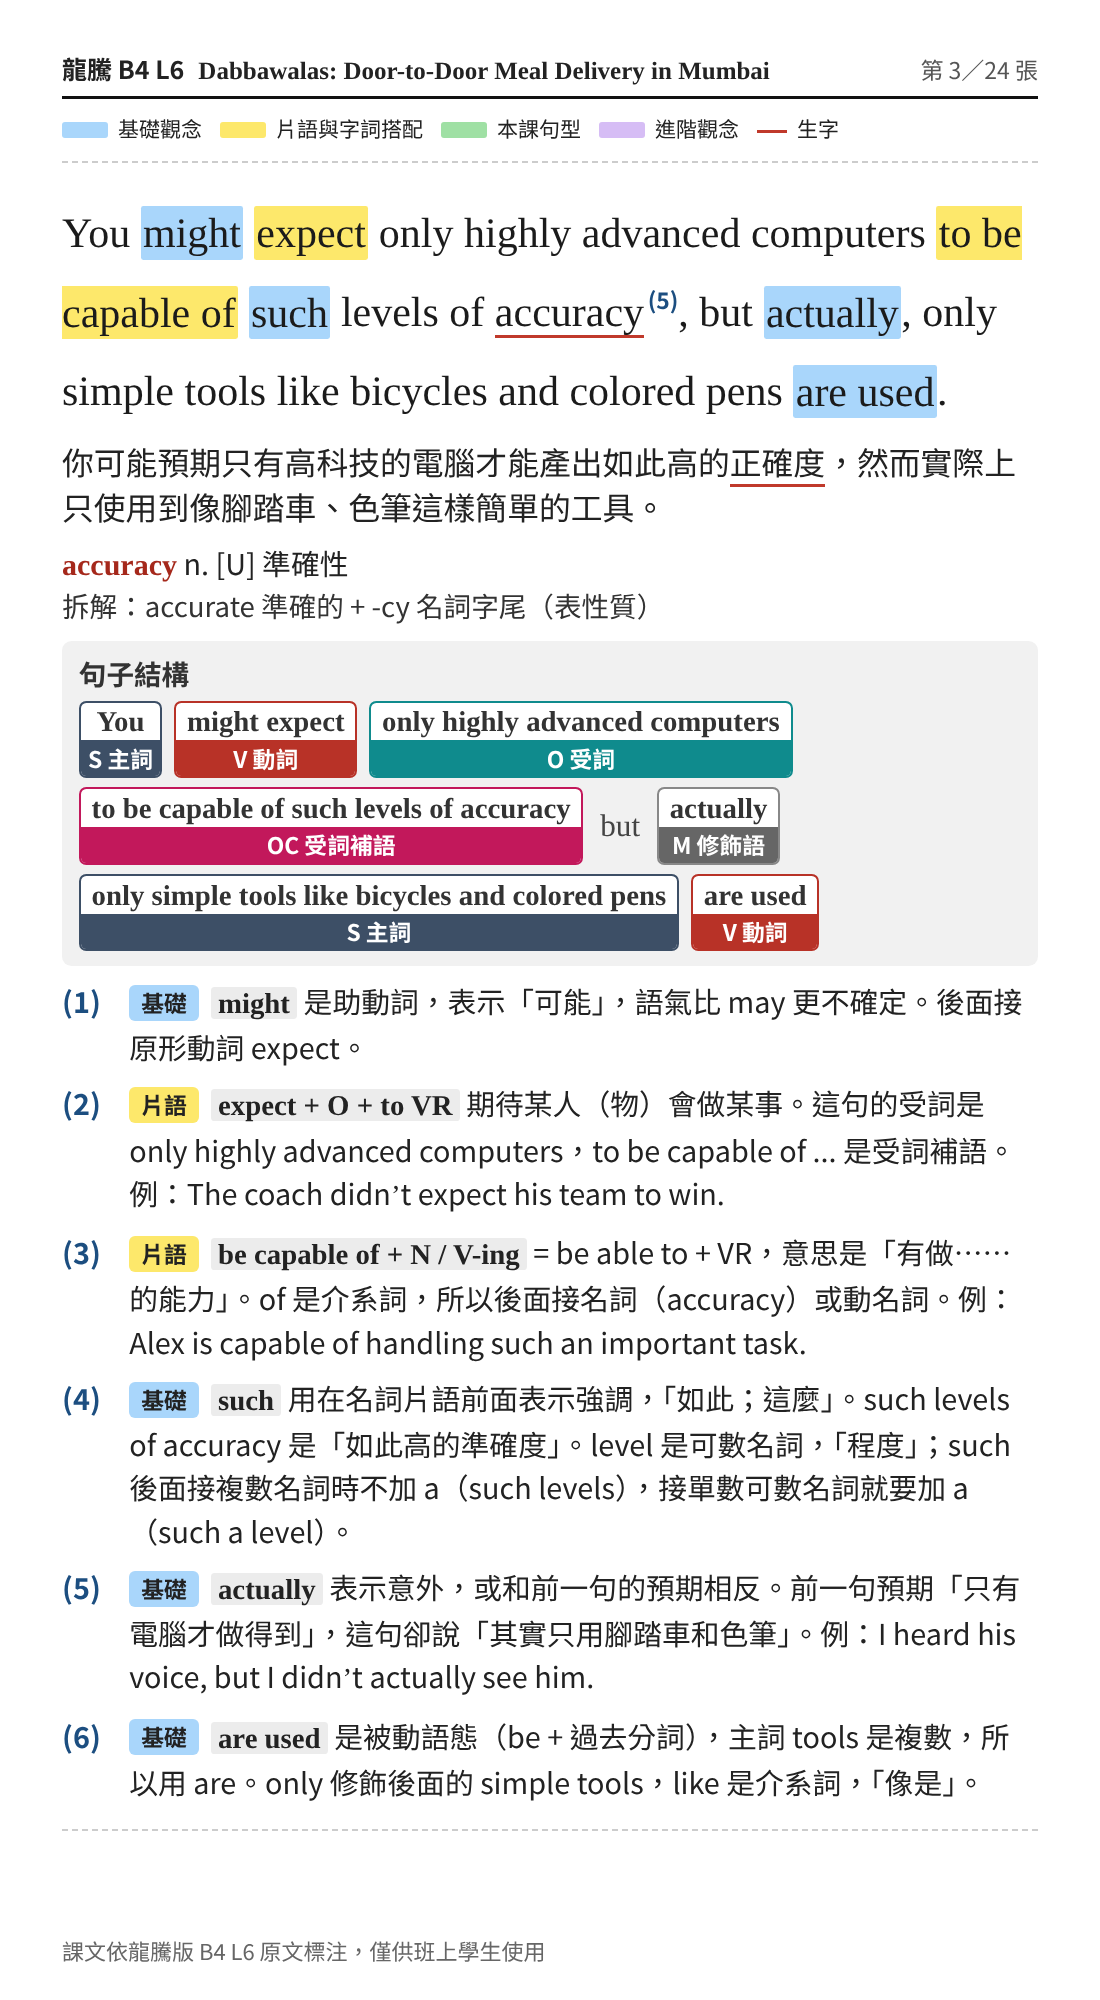 龍騰 B4 L6 Dabbawalas: Door-to-Door Meal Delivery in Mumbai 第 3／24 張
基礎觀念 片語與字詞搭配 本課句型 進階觀念 生字
You might expect only highly advanced computers to be
capable of such levels of accuracy(5), but actually, only
simple tools like bicycles and colored pens are used.
你可能預期只有高科技的電腦才能產出如此高的正確度，然而實際上
只使用到像腳踏車、色筆這樣簡單的工具。
accuracy n. [U] 準確性
拆解：accurate 準確的 + -cy 名詞字尾（表性質）
句子結構
You might expect only highly advanced computers
S 主詞 V 動詞 O 受詞
to be capable of such levels of accuracy but actually
OC 受詞補語 M 修飾語
only simple tools like bicycles and colored pens are used
S 主詞 V 動詞
(1) 基礎 might 是助動詞，表示「可能」，語氣比 may 更不確定。後面接
原形動詞 expect。
(2) 片語 expect + O + to VR 期待某人（物）會做某事。這句的受詞是
only highly advanced computers，to be capable of ... 是受詞補語。
例：The coach didn’t expect his team to win.
(3) 片語 be capable of + N / V-ing = be able to + VR，意思是「有做……
的能力」。of 是介系詞，所以後面接名詞（accuracy）或動名詞。例：
Alex is capable of handling such an important task.
(4) 基礎 such 用在名詞片語前面表示強調，「如此；這麼」。such levels
of accuracy 是「如此高的準確度」。level 是可數名詞，「程度」；such
後面接複數名詞時不加 a（such levels），接單數可數名詞就要加 a
（such a level）。
(5) 基礎 actually 表示意外，或和前一句的預期相反。前一句預期「只有
電腦才做得到」，這句卻說「其實只用腳踏車和色筆」。例：I heard his
voice, but I didn’t actually see him.
(6) 基礎 are used 是被動語態（be + 過去分詞），主詞 tools 是複數，所
以用 are。only 修飾後面的 simple tools，like 是介系詞，「像是」。
課文依龍騰版 B4 L6 原文標注，僅供班上學生使用